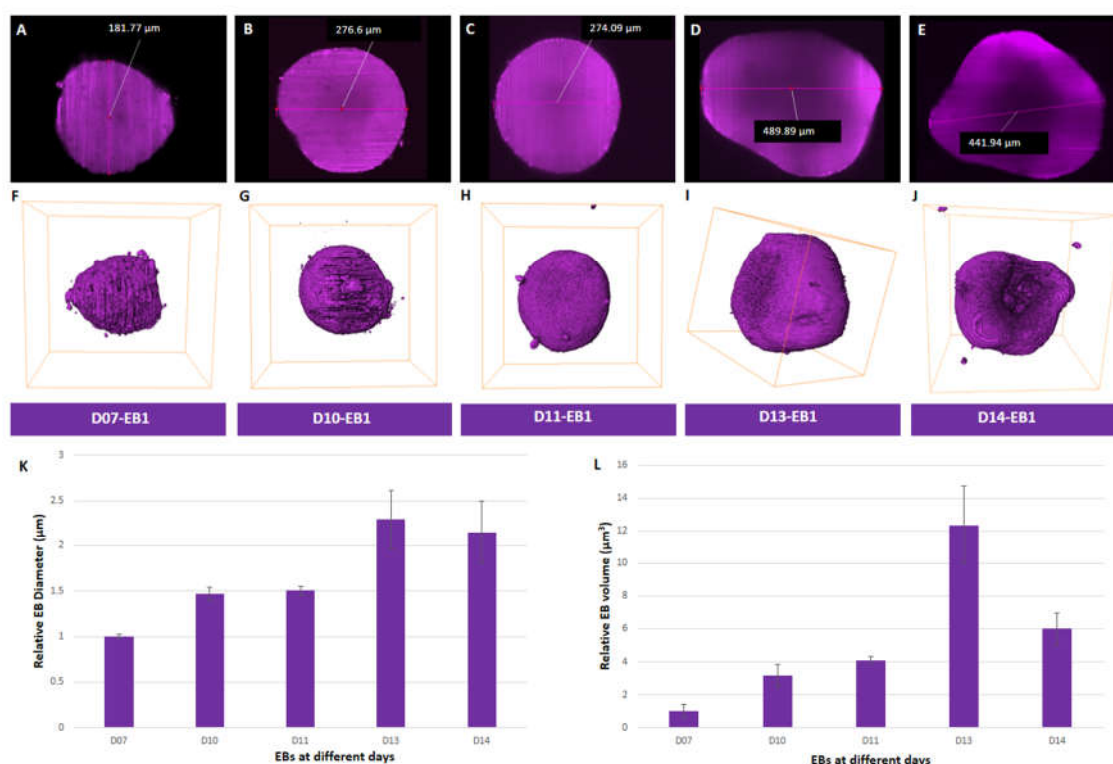 A
181.77 µm
B
276.6 µm
C
274.09 µm
D
489.89 µm
E
441.94 µm
F
G
H
I
J
D07-EB1
D10-EB1
D11-EB1
D13-EB1
D14-EB1
K
Relative EB Diameter (µm)
3
2.5
2
1.5
1
0.5
0
D07
D10
D11
D13
D14
EBs at different days
L
Relative EB volume (µm³)
16
14
12
10
8
6
4
2
0
D07
D10
D11
D13
D14
EBs at different days